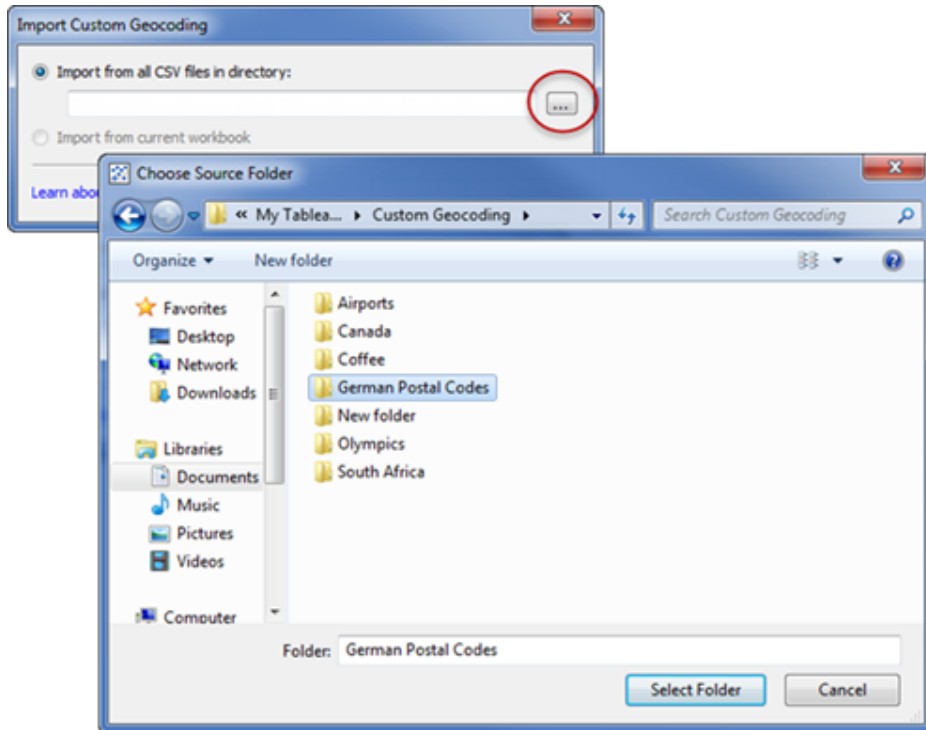 Import Custom Geocoding
Import from all CSV files in directory:
...
Import from current workbook
Learn abou
Choose Source Folder
« My Tablea... Custom Geocoding
Search Custom Geocoding
Organize
New folder
Favorites
Desktop
Network
Downloads
Libraries
Documents
Music
Pictures
Videos
Computer
Airports
Canada
Coffee
German Postal Codes
New folder
Olympics
South Africa
Folder: German Postal Codes
Select Folder
Cancel